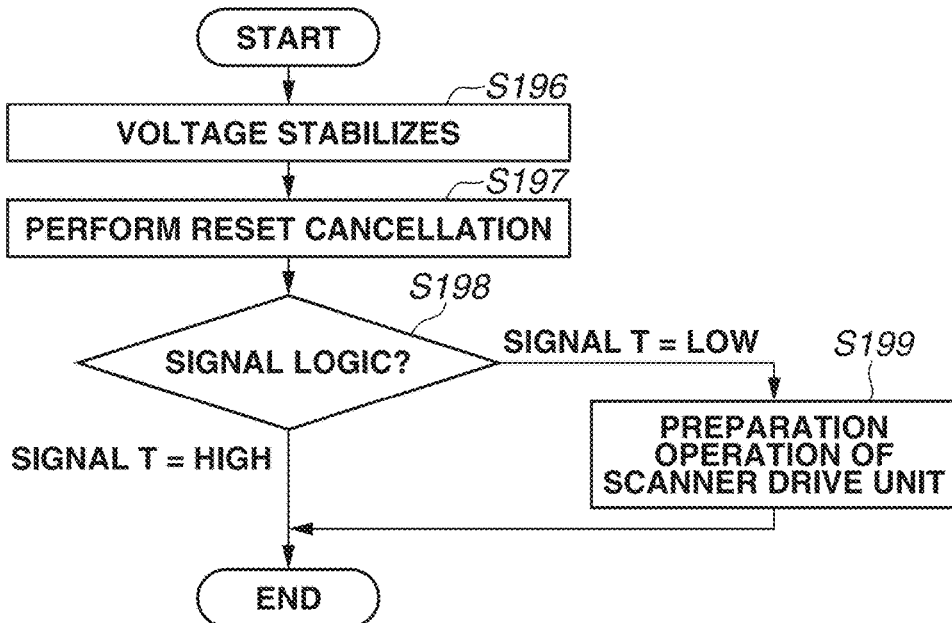 START
S196
VOLTAGE STABILIZES
S197
PERFORM RESET CANCELLATION
S198
SIGNAL LOGIC?
SIGNAL T = LOW
S199
PREPARATION
OPERATION OF
SCANNER DRIVE UNIT
SIGNAL T = HIGH
END